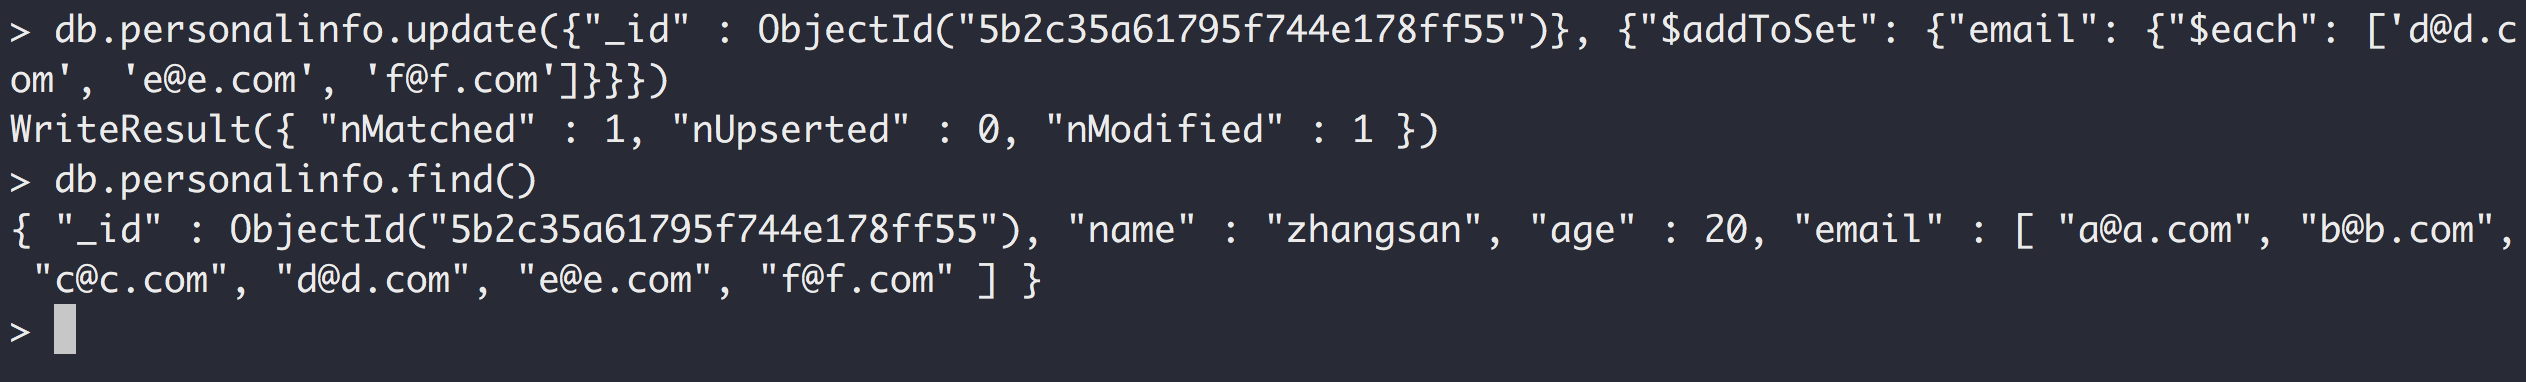 > db.personalinfo.update({"_id" : ObjectId("5b2c35a61795f744e178ff55")}, {"$addToSet": {"email": {"$each": ['d@d.c
om', 'e@e.com', 'f@f.com']}}})
WriteResult({ "nMatched" : 1, "nUpserted" : 0, "nModified" : 1 })
> db.personalinfo.find()
{ "_id" : ObjectId("5b2c35a61795f744e178ff55"), "name" : "zhangsan", "age" : 20, "email" : [ "a@a.com", "b@b.com",
 "c@c.com", "d@d.com", "e@e.com", "f@f.com" ] }
>